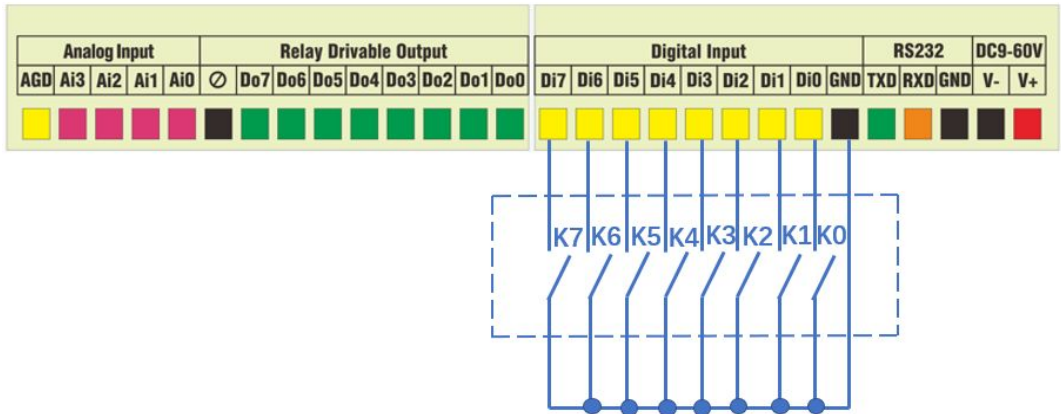 Analog Input Relay Drivable Output Digital Input RS232 DC9-60V
AGD Ai3 Ai2 Ai1 Ai0 ∅ Do7 Do6 Do5 Do4 Do3 Do2 Do1 Do0 Di7 Di6 Di5 Di4 Di3 Di2 Di1 Di0 GND TXD RXD GND V- V+
K7 K6 K5 K4 K3 K2 K1 K0